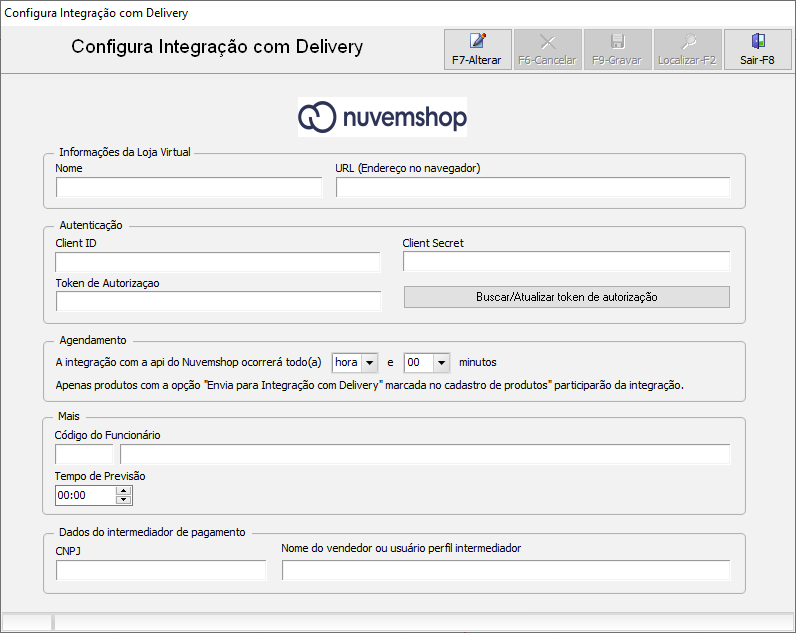 Configura Integração com Delivery
Configura Integração com Delivery
F7-Alterar
F6-Cancelar
F9-Gravar
Localizar-F2
Sair-F8
nuvemshop
Informações da Loja Virtual
Nome
URL (Endereço no navegador)
Autenticação
Client ID
Client Secret
Token de Autorizaçao
Buscar/Atualizar token de autorização
Agendamento
A integração com a api do Nuvemshop ocorrerá todo(a) hora e 00 minutos
Apenas produtos com a opção "Envia para Integração com Delivery" marcada no cadastro de produtos" participarão da integração.
Mais
Código do Funcionário
Tempo de Previsão
00:00
Dados do intermediador de pagamento
CNPJ
Nome do vendedor ou usuário perfil intermediador